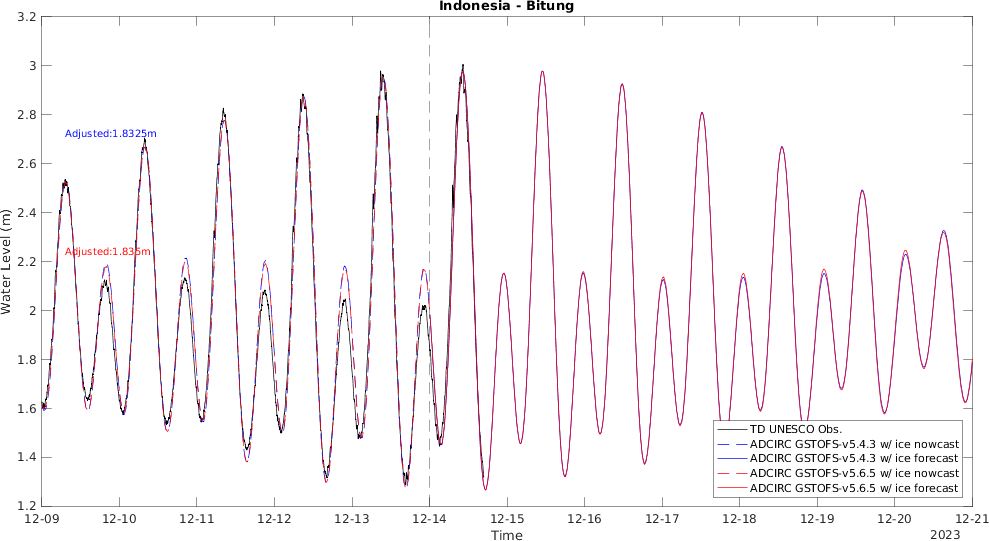 Indonesia - Bitung
3.2
3
2.8
2.6
2.4
2.2
2
1.8
1.6
1.4
1.2
Water Level (m)
Adjusted:1.8325m
Adjusted:1.835m
TD UNESCO Obs.
ADCIRC GSTOFS-v5.4.3 w/ ice nowcast
ADCIRC GSTOFS-v5.4.3 w/ ice forecast
ADCIRC GSTOFS-v5.6.5 w/ ice nowcast
ADCIRC GSTOFS-v5.6.5 w/ ice forecast
12-09 12-10 12-11 12-12 12-13 12-14 12-15 12-16 12-17 12-18 12-19 12-20 12-21
Time
2023